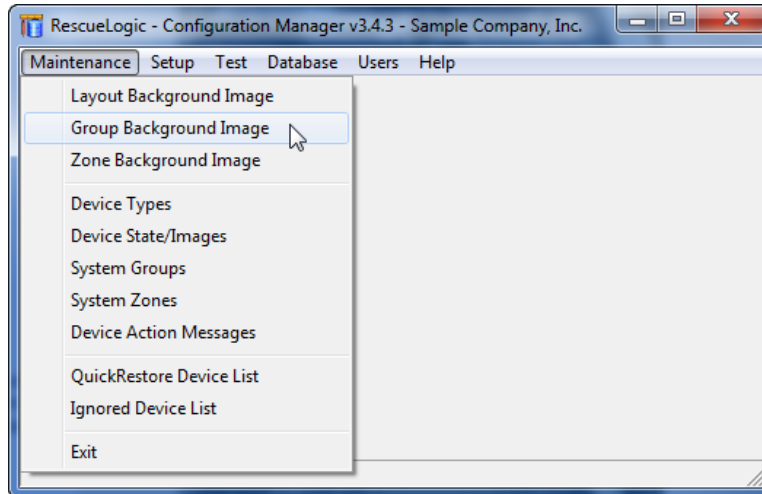 RescueLogic - Configuration Manager v3.4.3 - Sample Company, Inc.
Maintenance Setup Test Database Users Help
Layout Background Image
Group Background Image
Zone Background Image
Device Types
Device State/Images
System Groups
System Zones
Device Action Messages
QuickRestore Device List
Ignored Device List
Exit